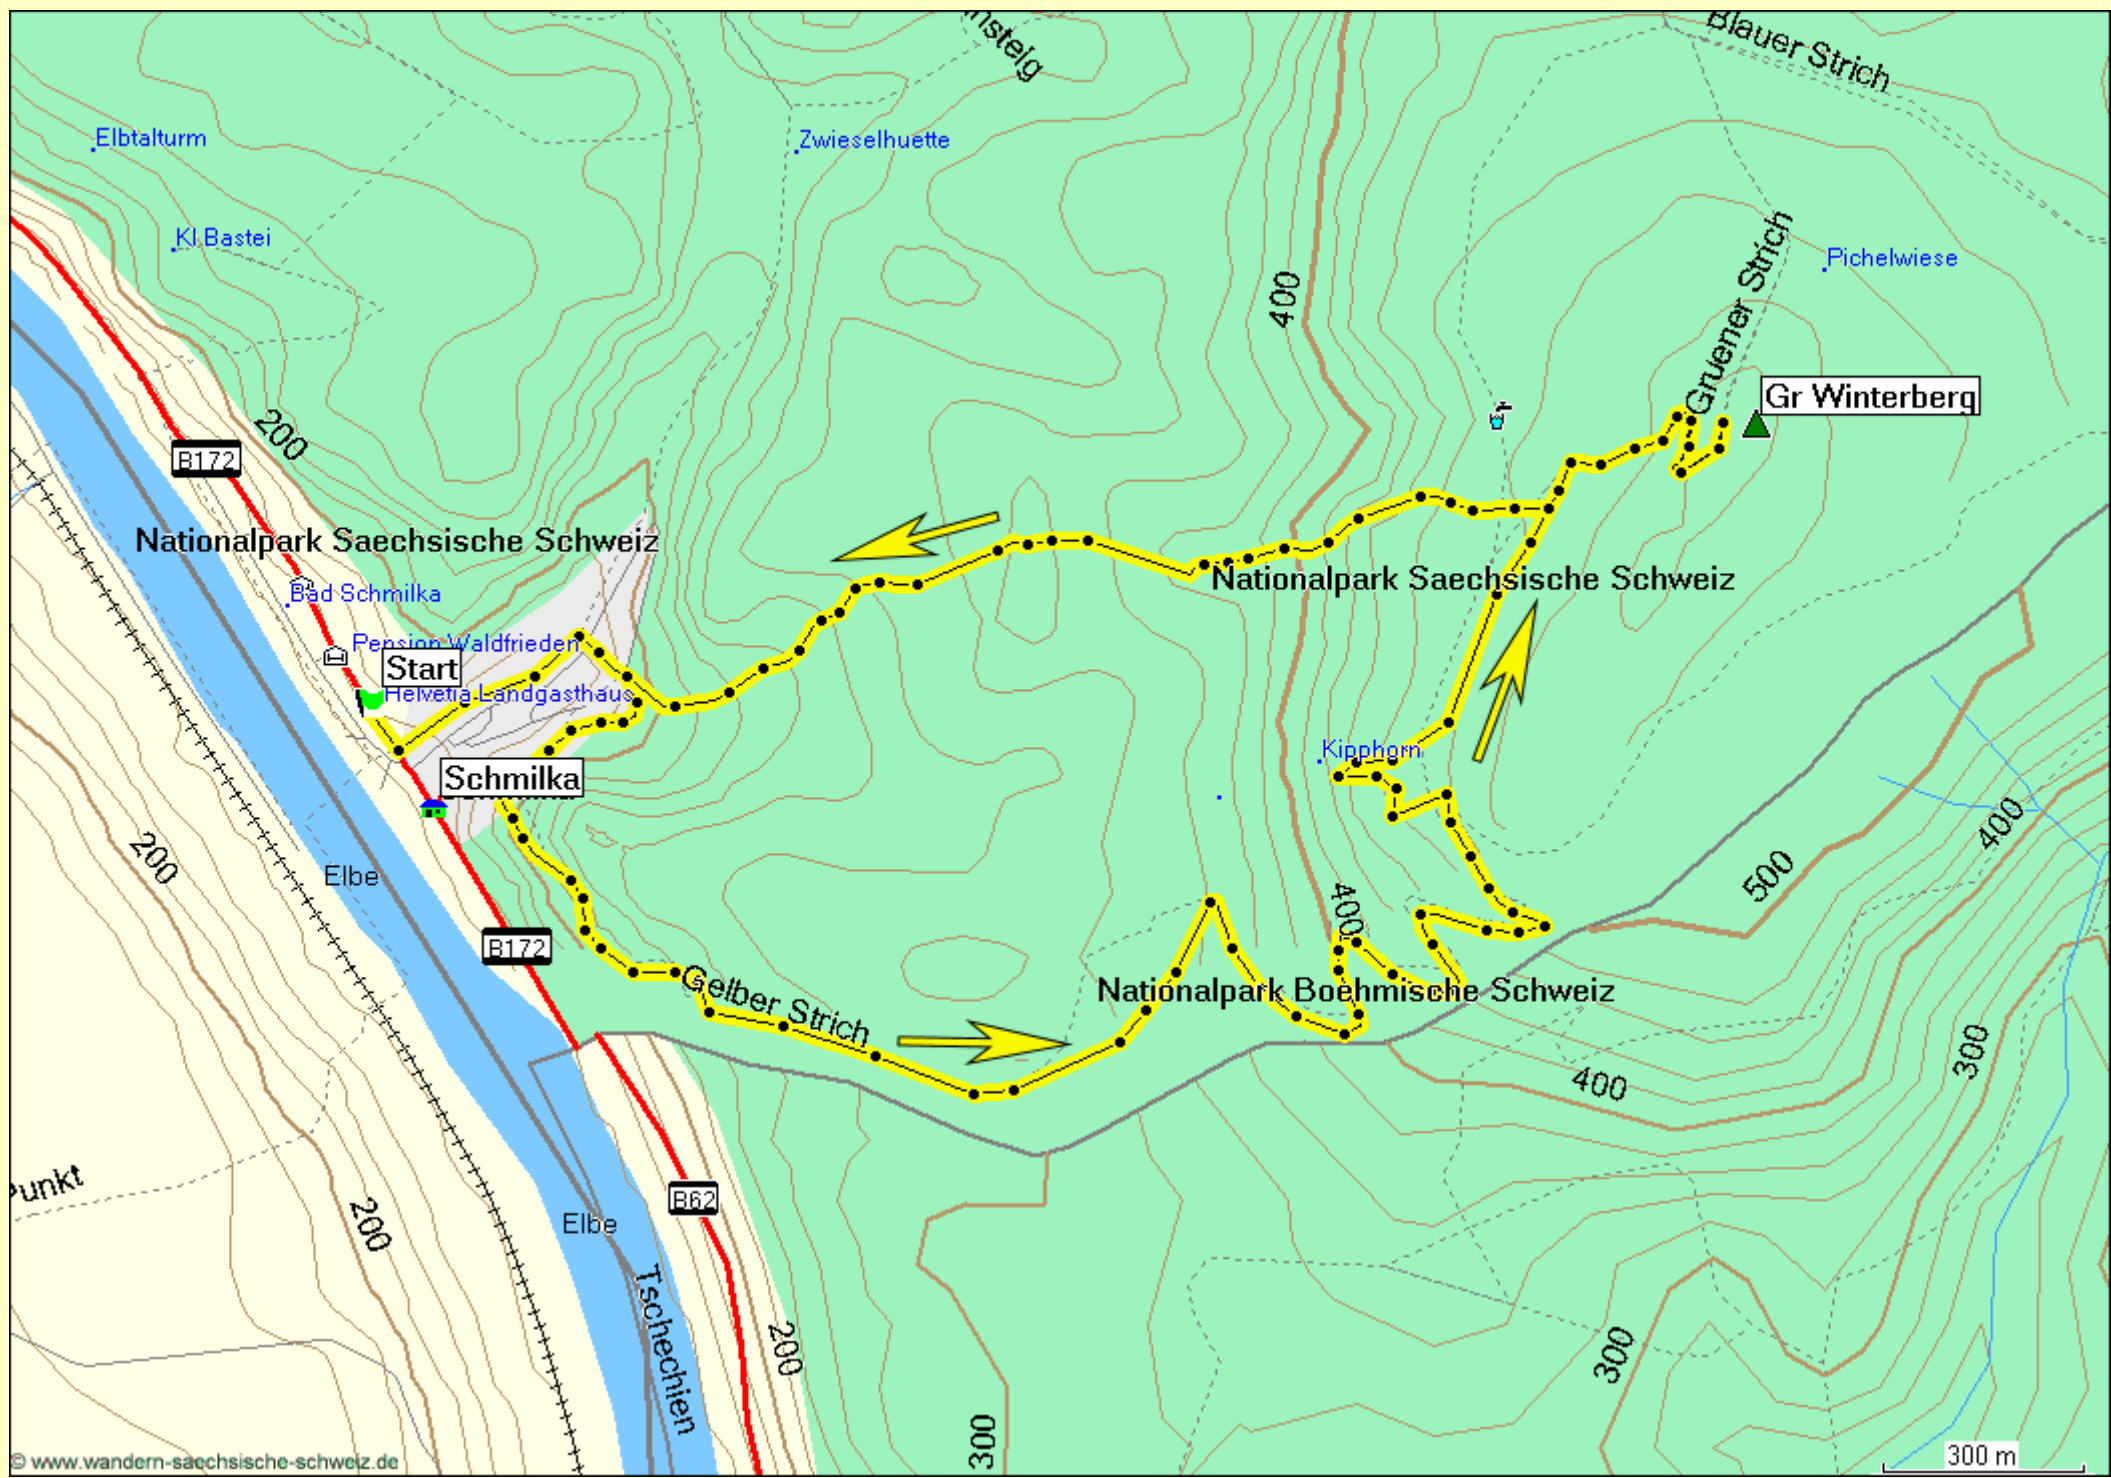 Blauer Strich
nsteig
Elbtalturm
Zwieselhuette
Kl Bastei
Gruener Strich
Pichelwiese
400
Gr Winterberg
200
B172
Nationalpark Saechsische Schweiz
Nationalpark Saechsische Schweiz
Bad Schmilka
Pension Waldfrieden
Start
Helvetia Landgasthaus
Kipphorn
Schmilka
400
200
Elbe
500
400
B172
Gelber Strich
Nationalpark Boehmische Schweiz
300
400
Punkt
B62
200
Elbe
Tschechien
200
300
300
300 m
© www.wandern-saechsische-schweiz.de